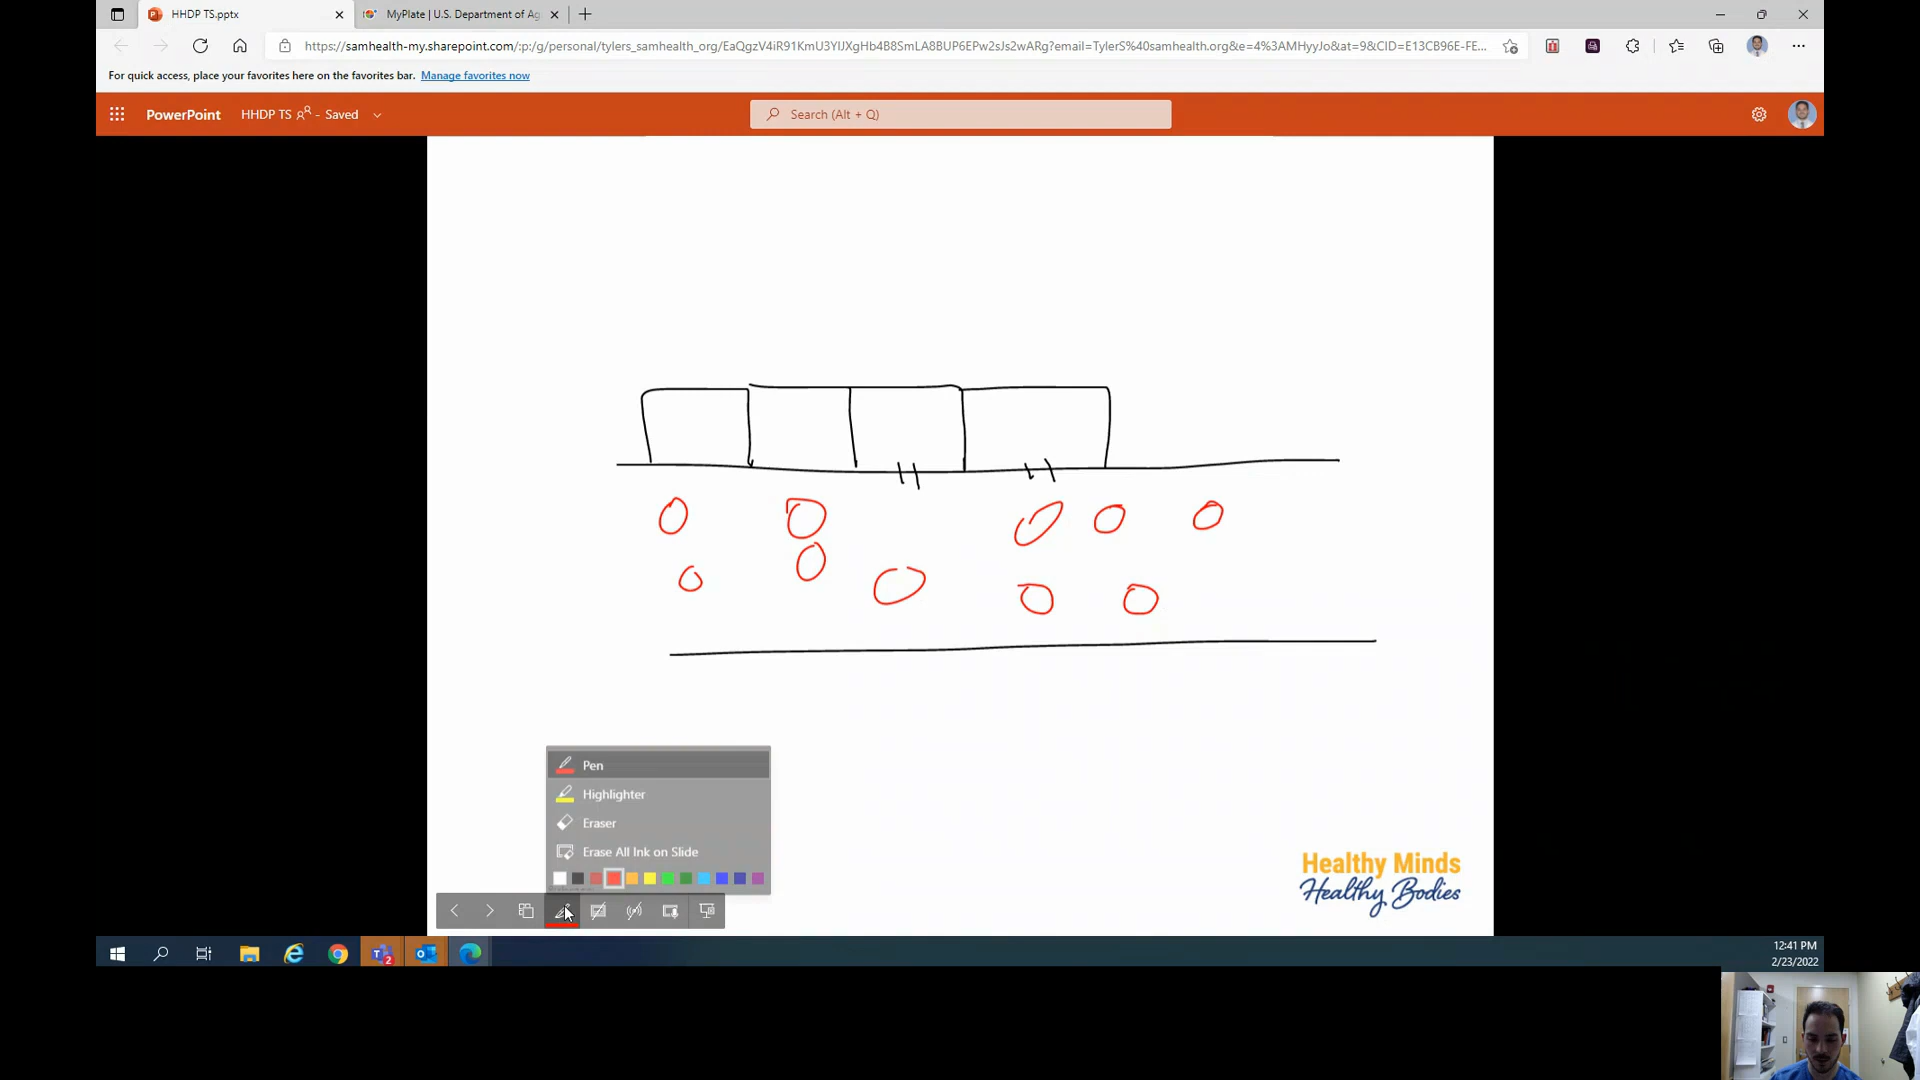 HHDP TS.pptx
MyPlate | U.S. Department of Ag
https://samhealth-my.sharepoint.com/:p:/g/personal/tylers_samhealth_org/EaQgzV4iR91KmU3YIJXgHb4B8SmLA8BUP6EPw2sJs2wARg?email=TylerS%40samhealth.org&e=4%3AMHyyJo&at=9&CID=E13CB96E-FE...
For quick access, place your favorites here on the favorites bar. Manage favorites now
PowerPoint HHDP TS - Saved
Search (Alt + Q)
Pen
Highlighter
Eraser
Erase All Ink on Slide
Healthy Minds
Healthy Bodies
2
12:41 PM
2/23/2022